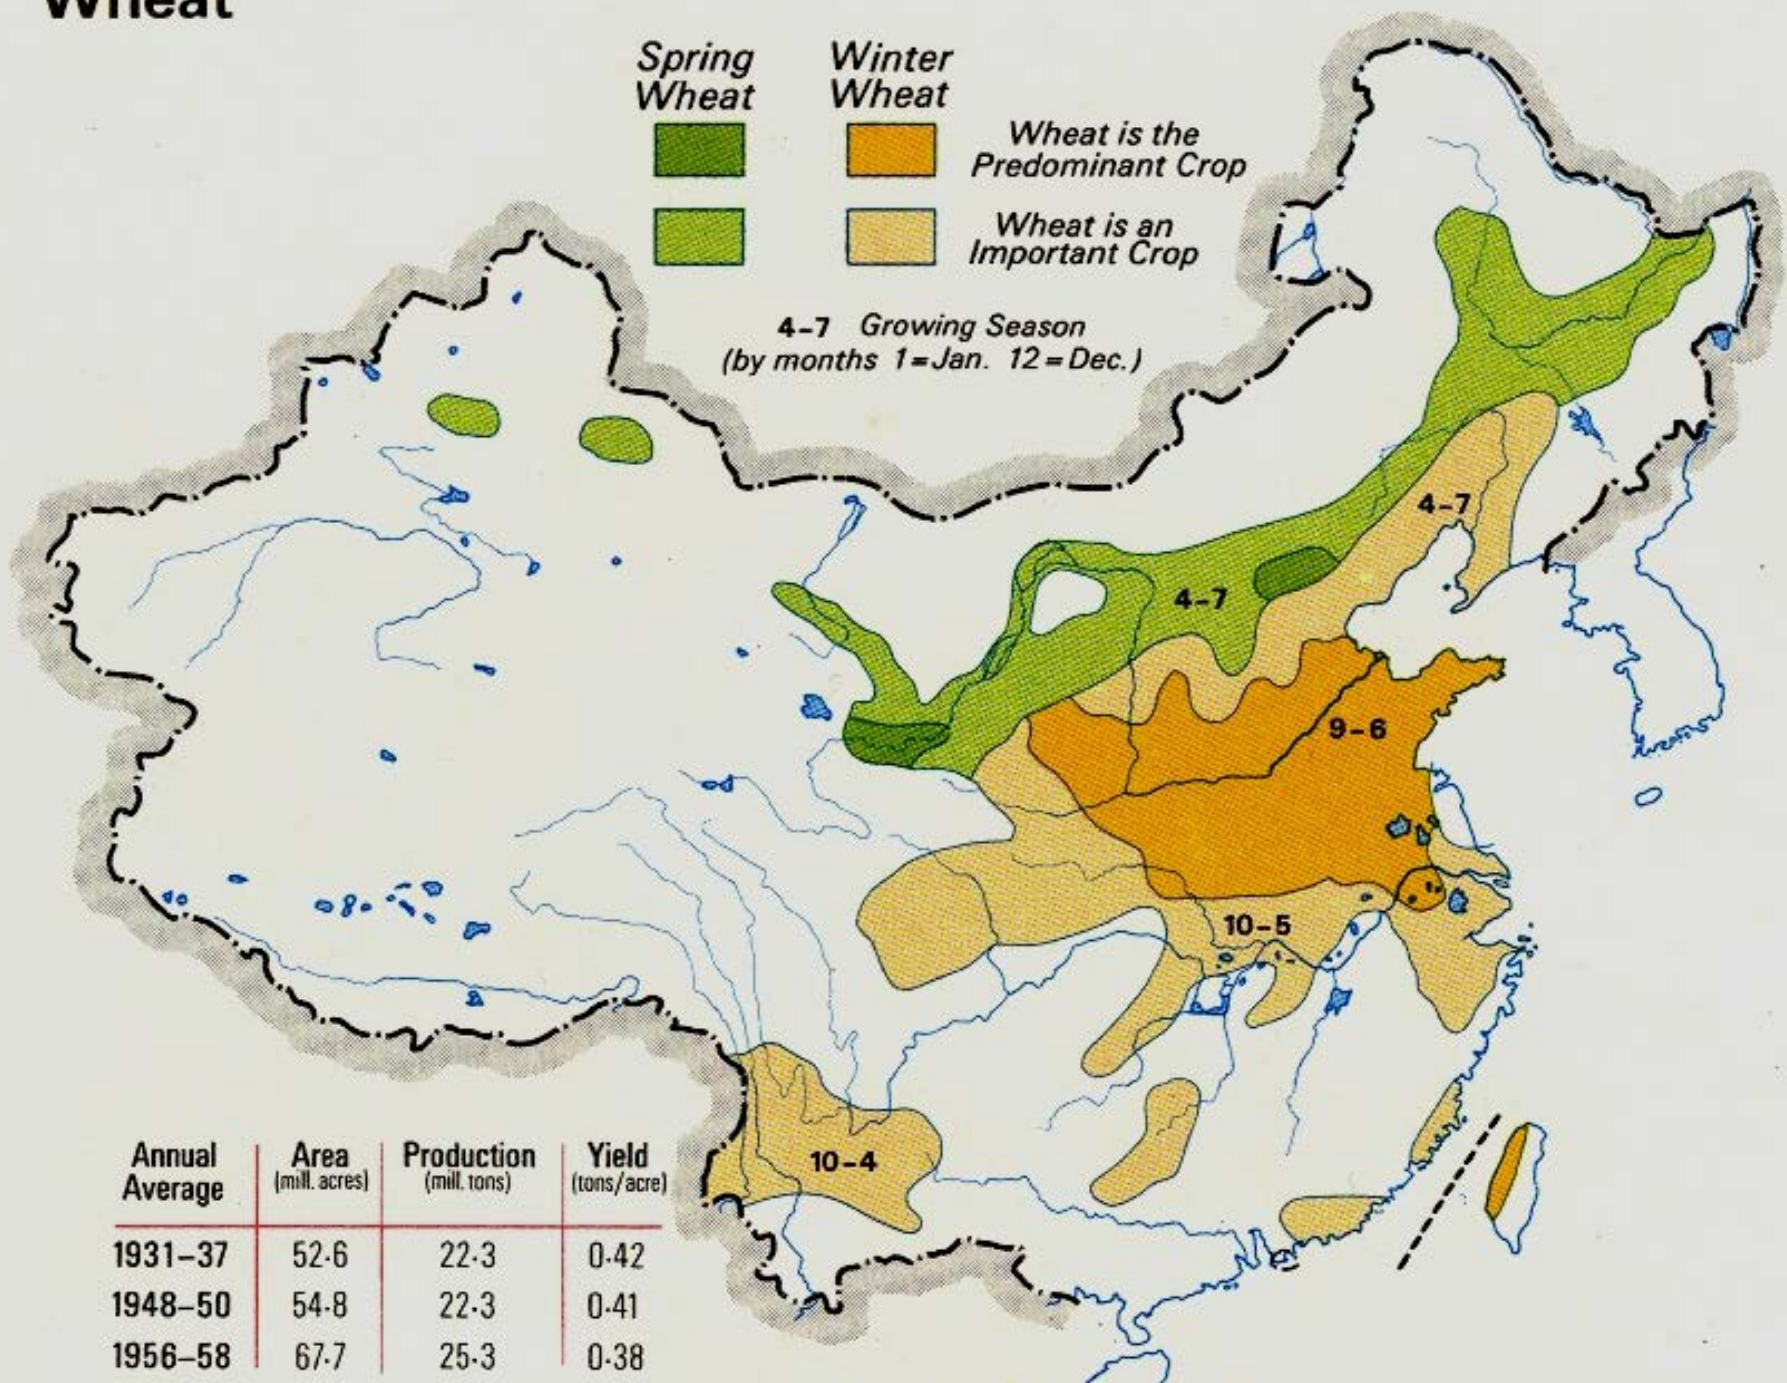 Wheat
Spring
Wheat
Winter
Wheat
Wheat is the
Predominant Crop
Wheat is an
Important Crop
4–7 Growing Season
(by months 1=Jan. 12=Dec.)
4–7
4–7
9–6
10–5
10–4
Annual
Average
Area
(mill. acres)
Production
(mill. tons)
Yield
(tons/acre)
1931–37 52·6 22·3 0·42
1948–50 54·8 22·3 0·41
1956–58 67·7 25·3 0·38